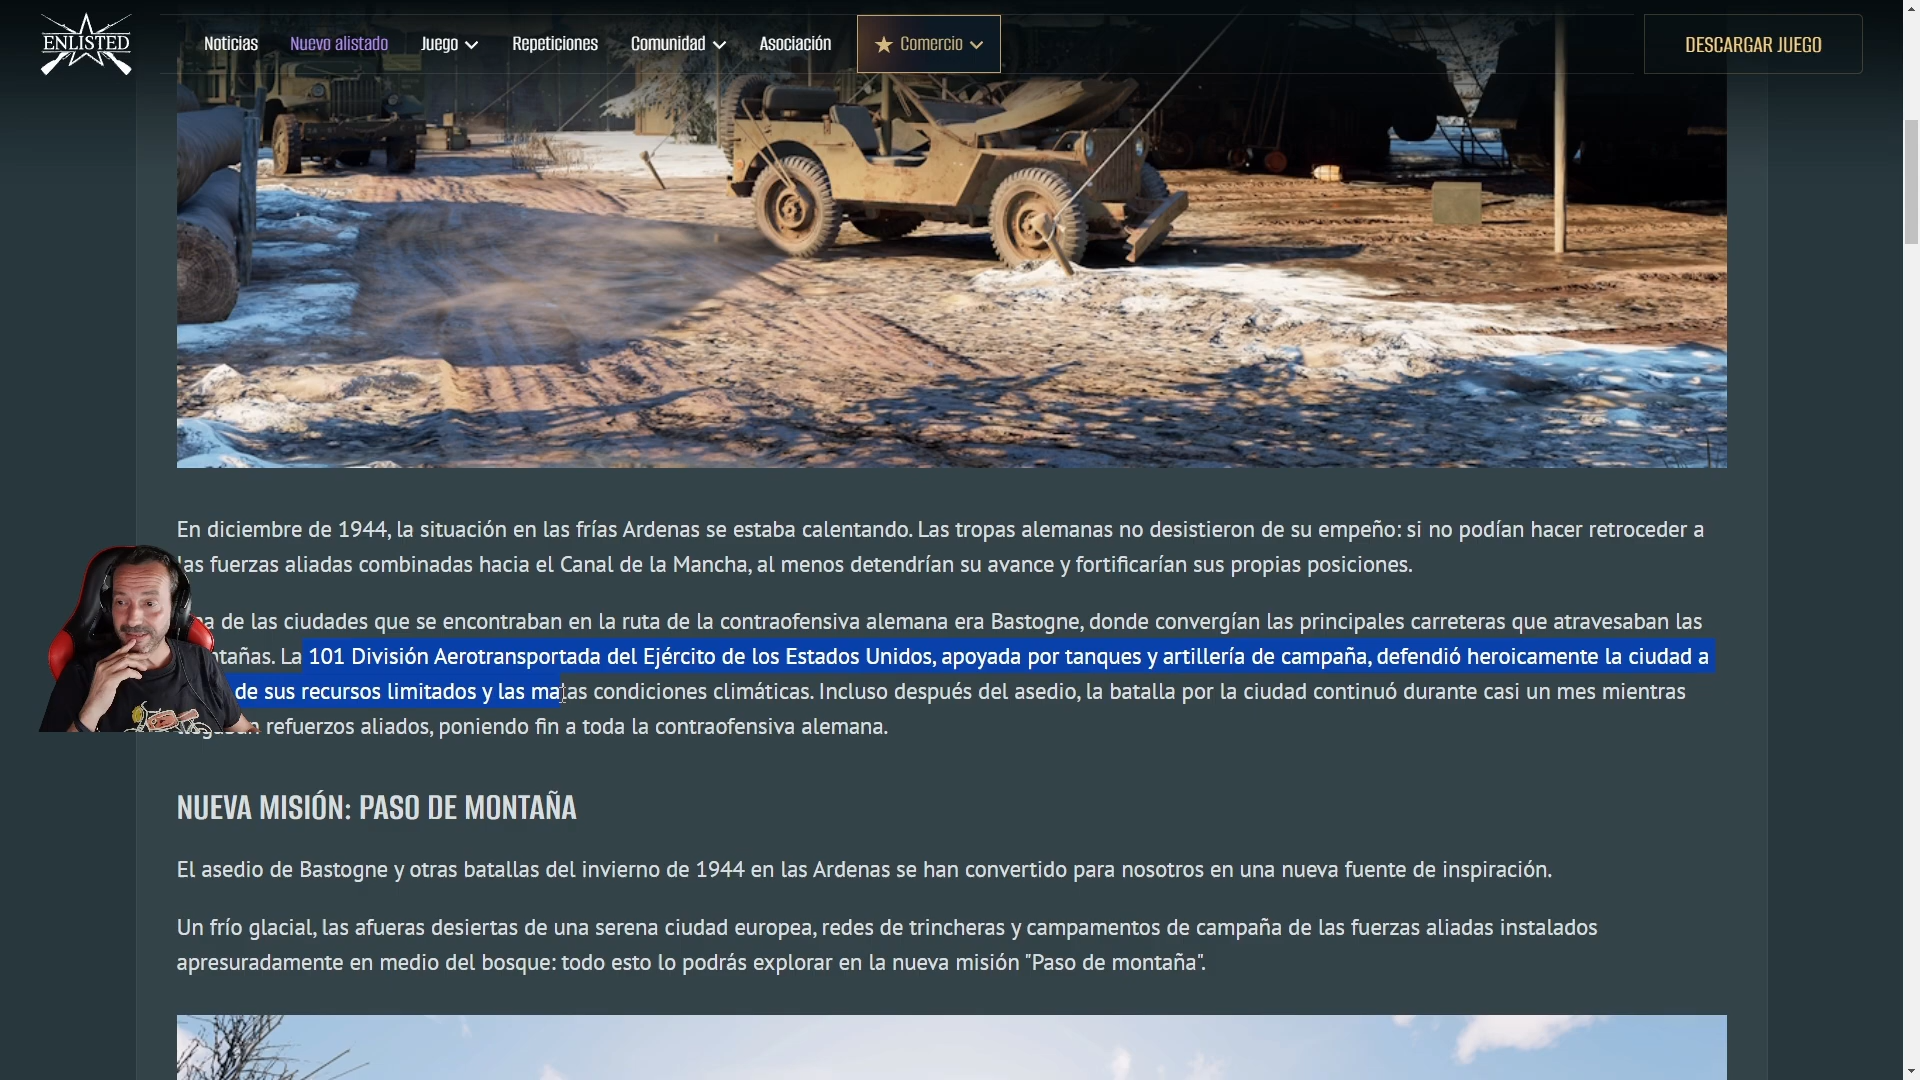 ENLISTED
Noticias
Nuevo alistado
Juego
Repeticiones
Comunidad
Asociación
Comercio
DESCARGAR JUEGO
En diciembre de 1944, la situación en las frías Ardenas se estaba calentando. Las tropas alemanas no desistieron de su empeño: si no podían hacer retroceder a
las fuerzas aliadas combinadas hacia el Canal de la Mancha, al menos detendrían su avance y fortificarían sus propias posiciones.
de las ciudades que se encontraban en la ruta de la contraofensiva alemana era Bastogne, donde convergían las principales carreteras que atravesaban las
La 101 División Aerotransportada del Ejército de los Estados Unidos, apoyada por tanques y artillería de campaña, defendió heroicamente la ciudad a
de sus recursos limitados y las malas condiciones climáticas. Incluso después del asedio, la batalla por la ciudad continuó durante casi un mes mientras
refuerzos aliados, poniendo fin a toda la contraofensiva alemana.
NUEVA MISIÓN: PASO DE MONTAÑA
El asedio de Bastogne y otras batallas del invierno de 1944 en las Ardenas se han convertido para nosotros en una nueva fuente de inspiración.
Un frío glacial, las afueras desiertas de una serena ciudad europea, redes de trincheras y campamentos de campaña de las fuerzas aliadas instalados
apresuradamente en medio del bosque: todo esto lo podrás explorar en la nueva misión "Paso de montaña".